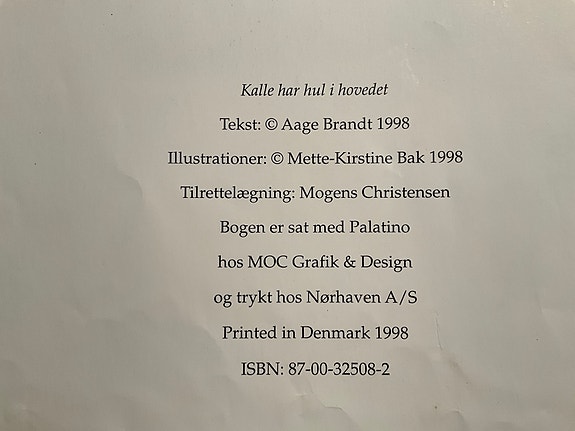 Kalle har hul i hovedet
Tekst: © Aage Brandt 1998
Illustrationer: © Mette-Kirstine Bak 1998
Tilrettelægning: Mogens Christensen
Bogen er sat med Palatino
hos MOC Grafik & Design
og trykt hos Nørhaven A/S
Printed in Denmark 1998
ISBN: 87-00-32508-2